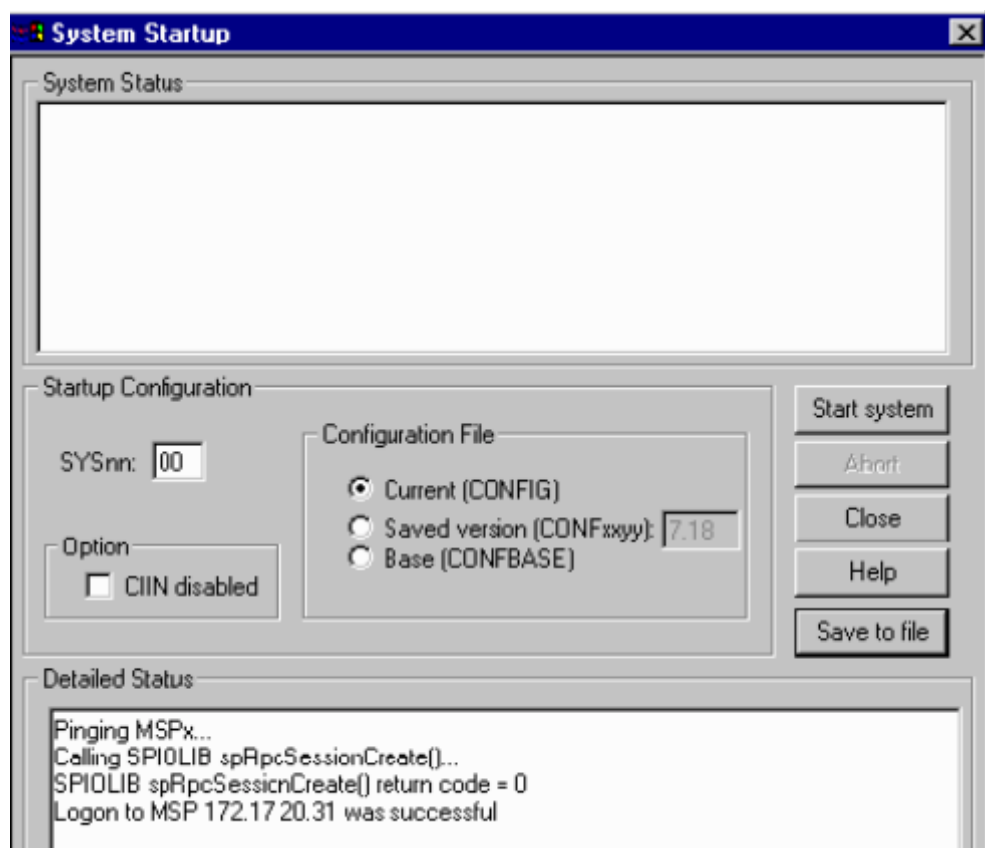 System Startup
System Status
Startup Configuration
SYSnn: 00
Option
CIIN disabled
Configuration File
Current (CONFIG)
Saved version (CONFxxyy): 7.18
Base (CONFBASE)
Start system
Abort
Close
Help
Save to file
Detailed Status
Pinging MSPx...
Calling SPIOLIB spRpcSessionCreate()...
SPIOLIB spRpcSessionCreate() return code = 0
Logon to MSP 172.17 20.31 was successful